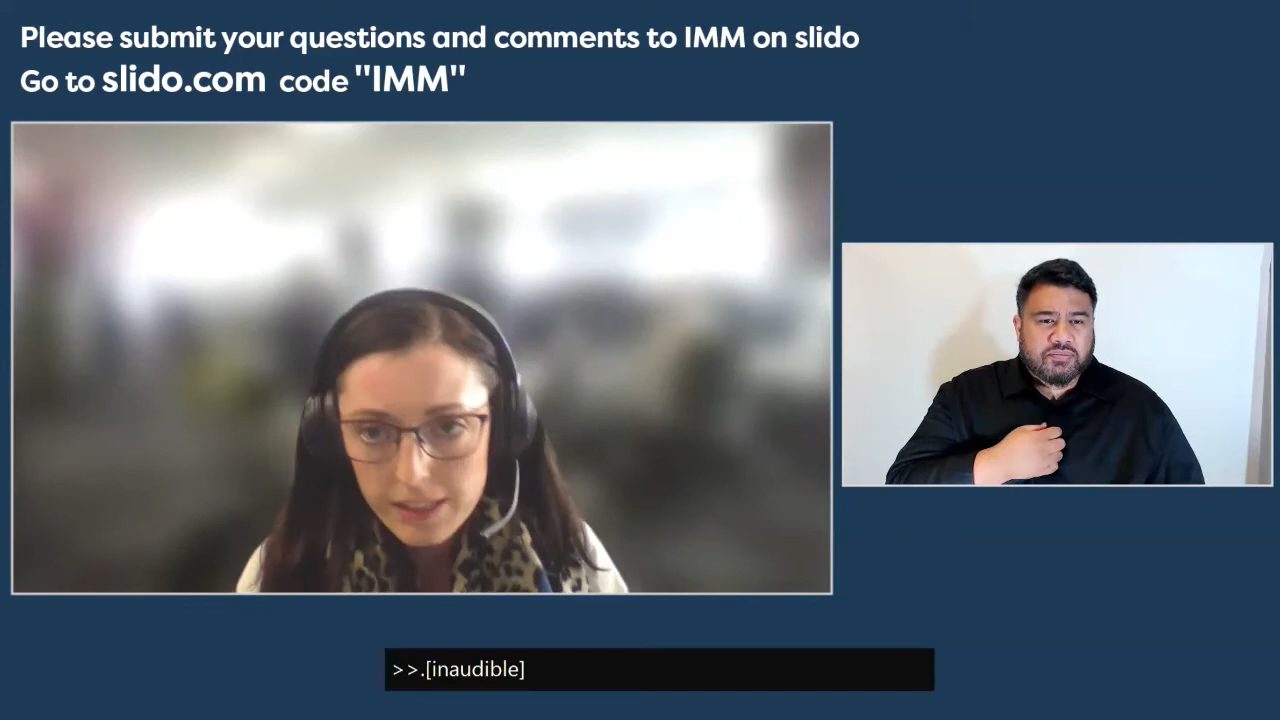 Please submit your questions and comments to IMM on slido
Go to slido.com code "IMM"
>>.[inaudible]